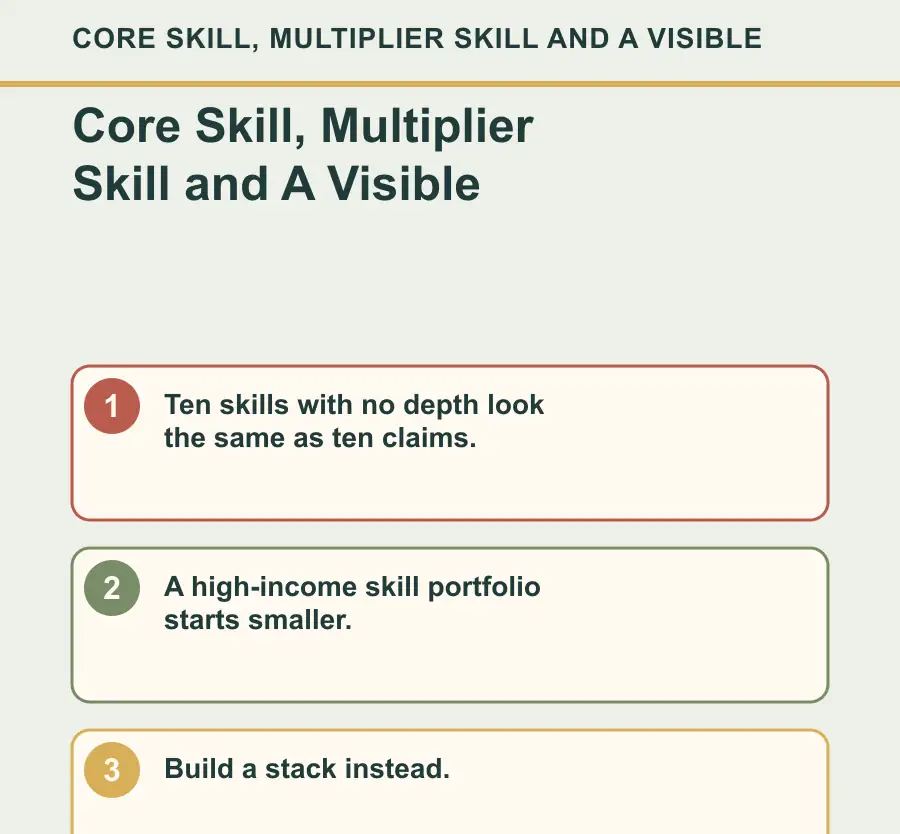 CORE SKILL, MULTIPLIER SKILL AND A VISIBLE
Core Skill, Multiplier
Skill and A Visible
1
Ten skills with no depth look
the same as ten claims.
2
A high-income skill portfolio
starts smaller.
3
Build a stack instead.